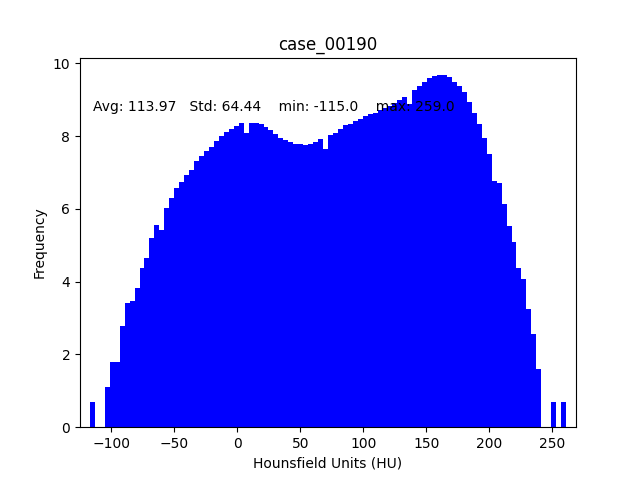 case_00190
Avg: 113.97 Std: 64.44 min: -115.0 max: 259.0
10
8
6
4
2
0
Frequency
−100 −50 0 50 100 150 200 250
Hounsfield Units (HU)